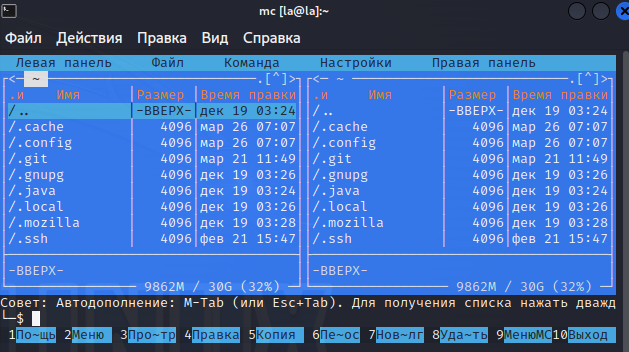 mc [la@la]:~
Файл Действия Правка Вид Справка
Левая панель Файл Команда Настройки Правая панель
<— ~ ————.[^]> <— ~ ————.[^]>
.и Имя Размер Время правки .и Имя Размер Время правки
/.. -ВВЕРХ- дек 19 03:24 /.. -ВВЕРХ- дек 19 03:24
/.cache 4096 мар 26 07:07 /.cache 4096 мар 26 07:07
/.config 4096 мар 26 07:07 /.config 4096 мар 26 07:07
/.git 4096 мар 21 11:49 /.git 4096 мар 21 11:49
/.gnupg 4096 дек 19 03:26 /.gnupg 4096 дек 19 03:26
/.java 4096 дек 19 03:24 /.java 4096 дек 19 03:24
/.local 4096 дек 19 03:26 /.local 4096 дек 19 03:26
/.mozilla 4096 дек 19 03:28 /.mozilla 4096 дек 19 03:28
/.ssh 4096 фев 21 15:47 /.ssh 4096 фев 21 15:47
-ВВЕРХ- -ВВЕРХ-
9862M / 30G (32%) 9862M / 30G (32%)
Совет: Автодополнение: M-Tab (или Esc+Tab). Для получения списка нажать дважд
└─$
1По~щь 2Меню 3Про~тр 4Правка 5Копия 6Пе~ос 7Нов~лг 8Уда~ть 9МенюMC 10Выход